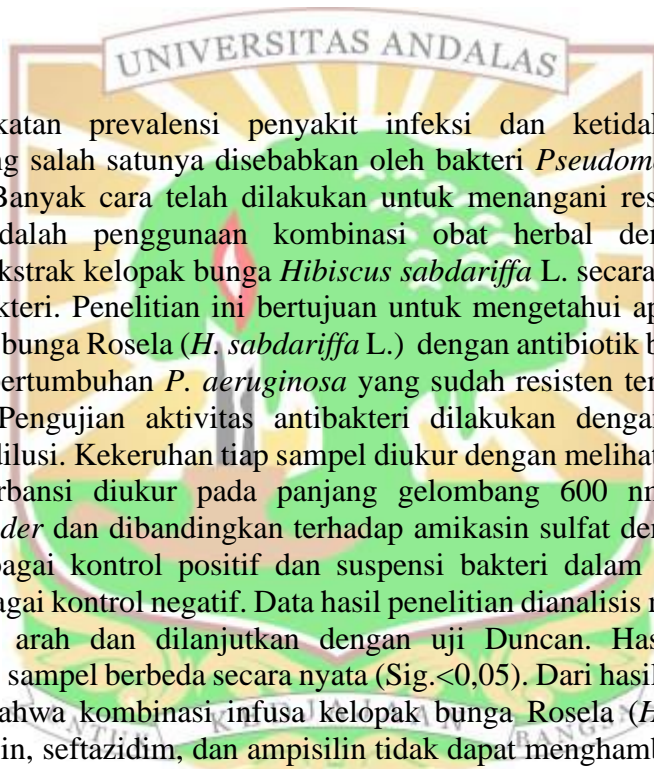 UNIVERSITAS ANDALAS
katan prevalensi penyakit infeksi dan ketidak
ng salah satunya disebabkan oleh bakteri Pseudom
Banyak cara telah dilakukan untuk menangani res
dalah penggunaan kombinasi obat herbal den
kstrak kelopak bunga Hibiscus sabdariffa L. secara
kteri. Penelitian ini bertujuan untuk mengetahui ap
bunga Rosela (H. sabdariffa L.) dengan antibiotik b
pertumbuhan P. aeruginosa yang sudah resisten ter
Pengujian aktivitas antibakteri dilakukan dengan
dilusi. Kekeruhan tiap sampel diukur dengan melihat
rbansi diukur pada panjang gelombang 600 nm
der dan dibandingkan terhadap amikasin sulfat den
bagai kontrol positif dan suspensi bakteri dalam
agai kontrol negatif. Data hasil penelitian dianalisis
arah dan dilanjutkan dengan uji Duncan. Has
sampel berbeda secara nyata (Sig.<0,05). Dari hasil
ahwa kombinasi infusa kelopak bunga Rosela (H
in, seftazidim, dan ampisilin tidak dapat menghamb